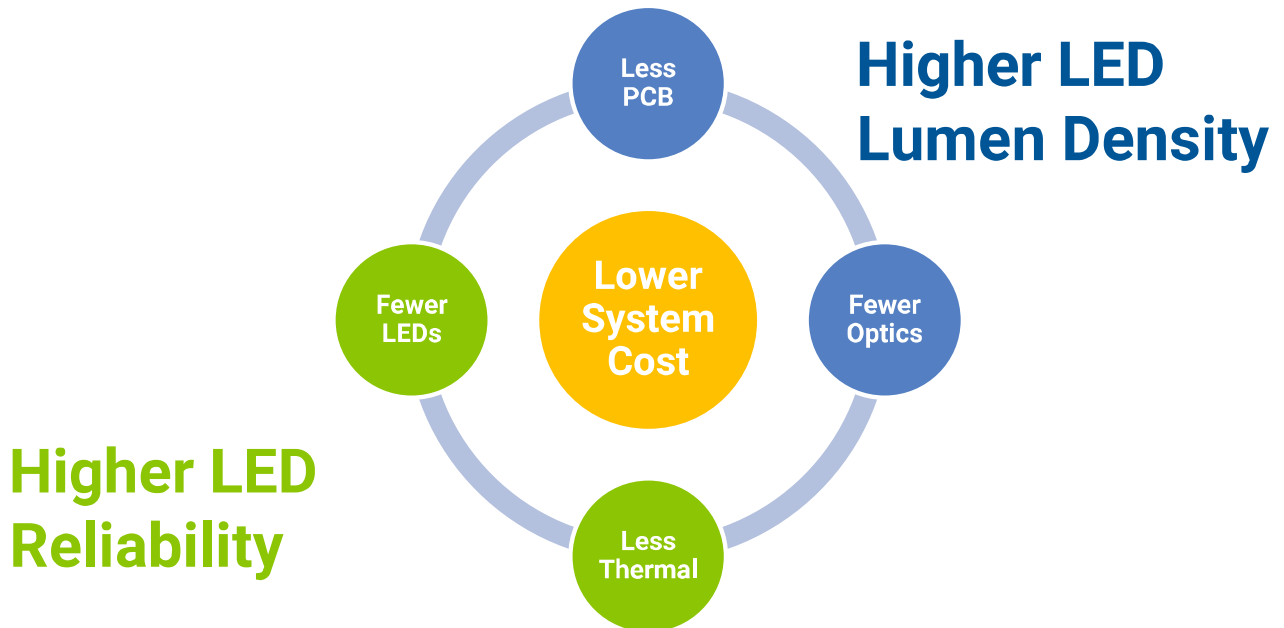 Less
PCB
Higher LED
Lumen Density
Fewer
LEDs
Lower
System
Cost
Fewer
Optics
Higher LED
Reliability
Less
Thermal